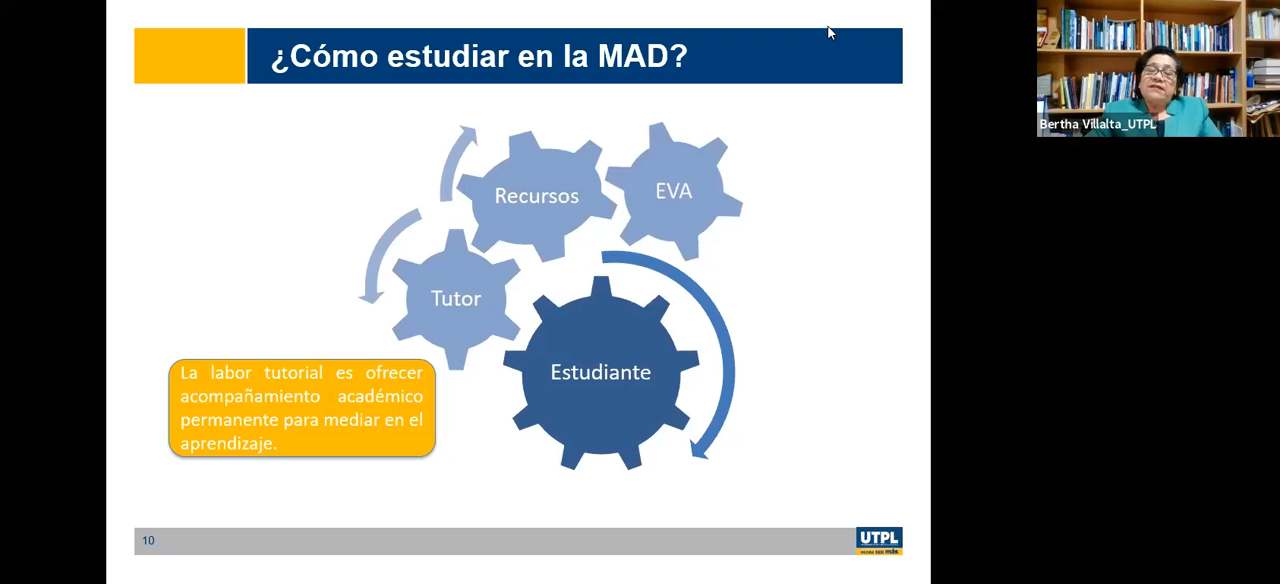 ¿Cómo estudiar en la MAD?
Bertha Villalta_UTPL
Recursos
EVA
Tutor
Estudiante
La labor tutorial es ofrecer
acompañamiento académico
permanente para mediar en el
aprendizaje.
10
UTPL